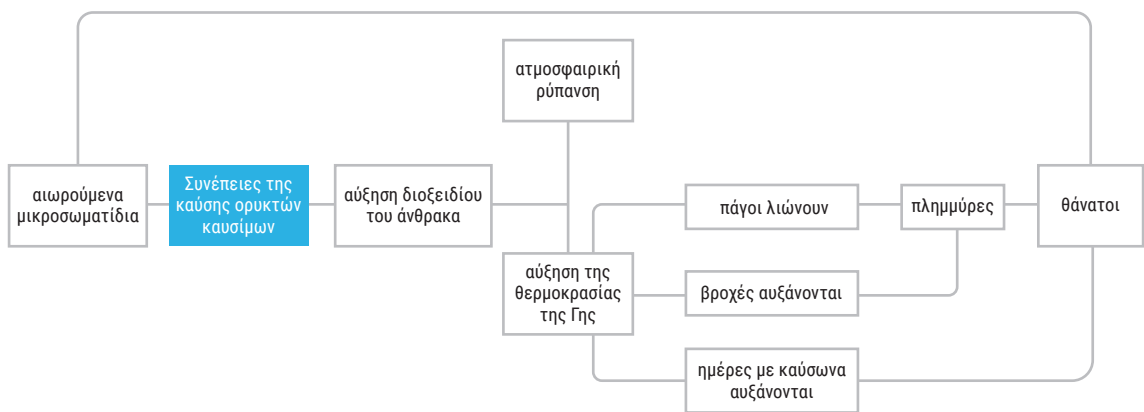 ατμοσφαιρική
ρύπανση
αιωρούμενα
μικροσωματίδια
Συνέπειες της
καύσης ορυκτών
καυσίμων
αύξηση διοξειδίου
του άνθρακα
πάγοι λιώνουν
πλημμύρες
θάνατοι
αύξηση της
θερμοκρασίας
της Γης
βροχές αυξάνονται
ημέρες με καύσωνα
αυξάνονται